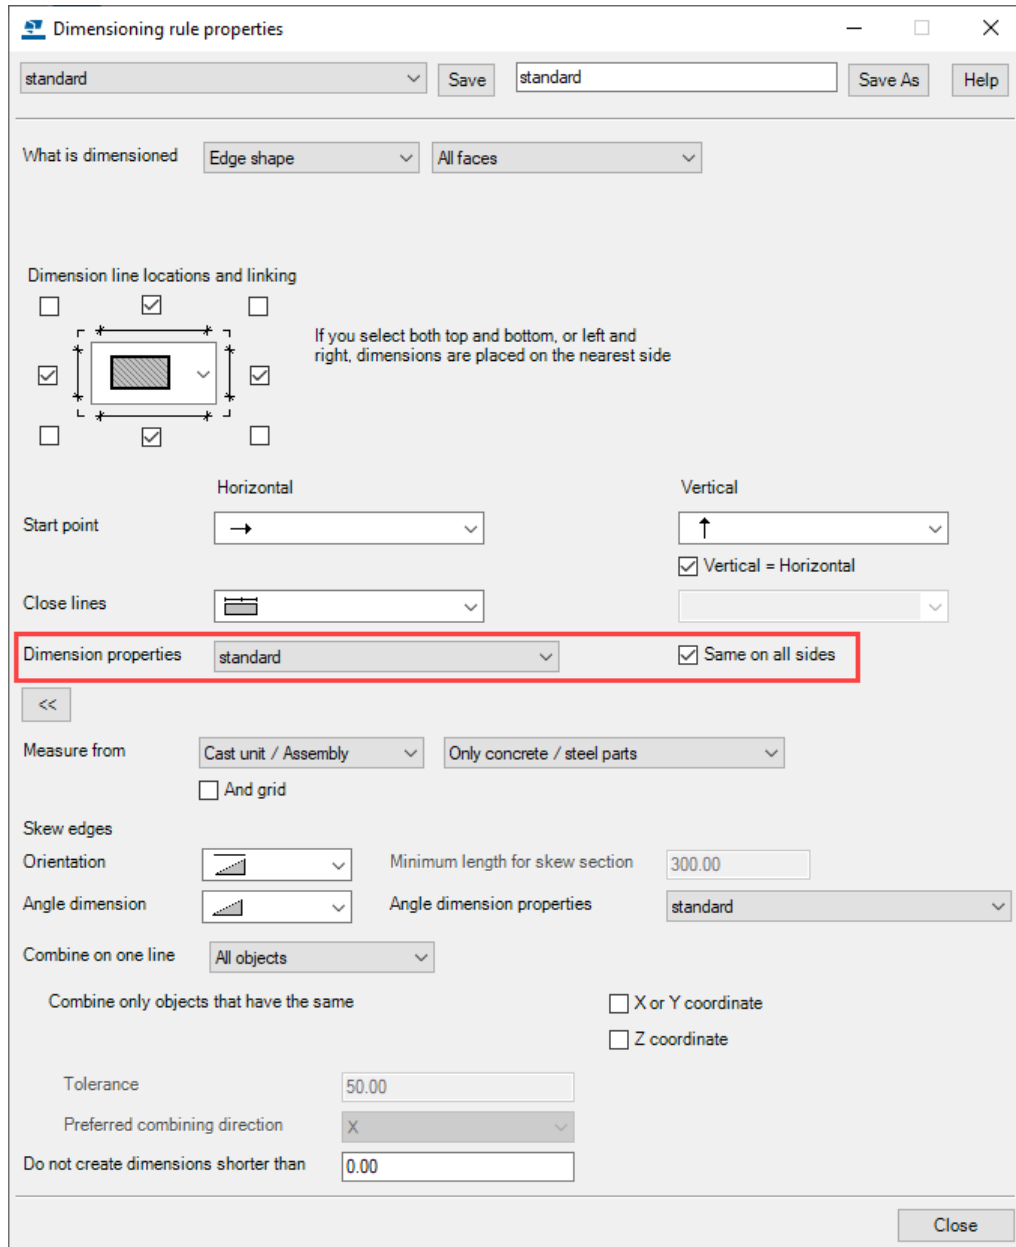 Dimensioning rule properties
standard Save standard Save As Help
What is dimensioned Edge shape All faces
Dimension line locations and linking
If you select both top and bottom, or left and
right, dimensions are placed on the nearest side
Horizontal Vertical
Start point
Vertical = Horizontal
Close lines
Dimension properties standard Same on all sides
<<
Measure from Cast unit / Assembly Only concrete / steel parts
And grid
Skew edges
Orientation Minimum length for skew section 300.00
Angle dimension Angle dimension properties standard
Combine on one line All objects
Combine only objects that have the same X or Y coordinate
Z coordinate
Tolerance 50.00
Preferred combining direction X
Do not create dimensions shorter than 0.00
Close